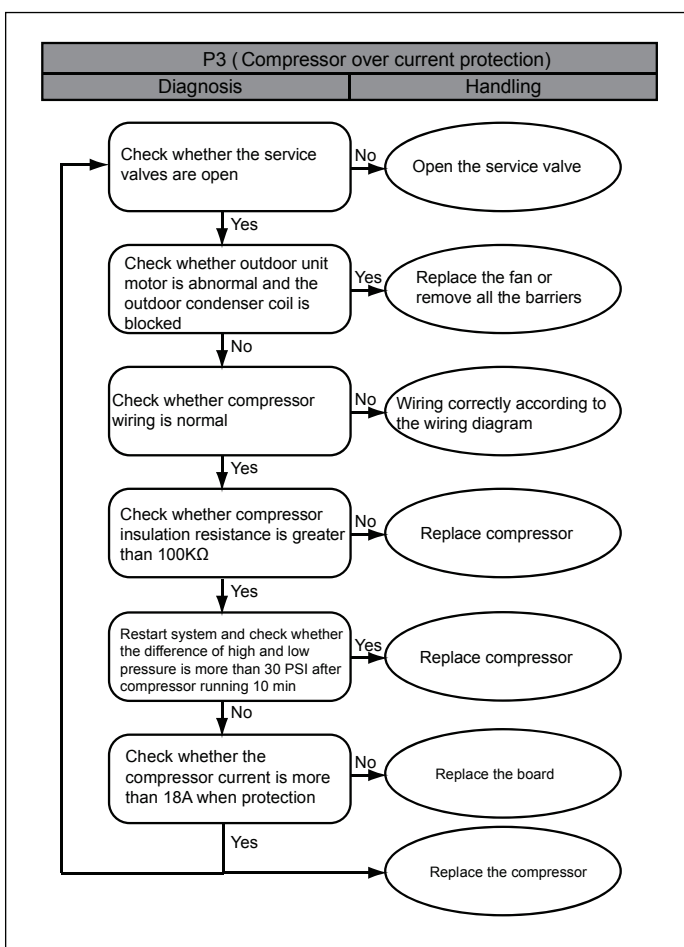 P3 ( Compressor over current protection)
Diagnosis
Handling
Check whether the service
valves are open
No
Open the service valve
Yes
Check whether outdoor unit
motor is abnormal and the
outdoor condenser coil is
blocked
Yes
Replace the fan or
remove all the barriers
No
Check whether compressor
wiring is normal
No
Wiring correctly according to
the wiring diagram
Yes
Check whether compressor
insulation resistance is greater
than 100KΩ
No
Replace compressor
Yes
Restart system and check whether
the difference of high and low
pressure is more than 30 PSI after
compressor running 10 min
Yes
Replace compressor
No
Check whether the
compressor current is more
than 18A when protection
No
Replace the board
Yes
Replace the compressor